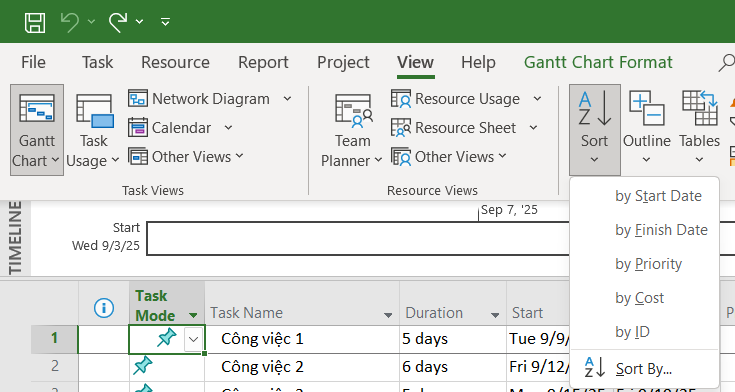 File Task Resource Report Project View Help Gantt Chart Format
Gantt Chart
Task Usage
Network Diagram
Calendar
Other Views
Task Views
Team Planner
Resource Usage
Resource Sheet
Other Views
Resource Views
Sort
Outline
Tables
by Start Date
by Finish Date
by Priority
by Cost
by ID
Sort By...
TIMELINE
Sep 7, '25
Start
Wed 9/3/25
Task Mode Task Name Duration Start
1 Công việc 1 5 days Tue 9/9/
2 Công việc 2 6 days Fri 9/12/